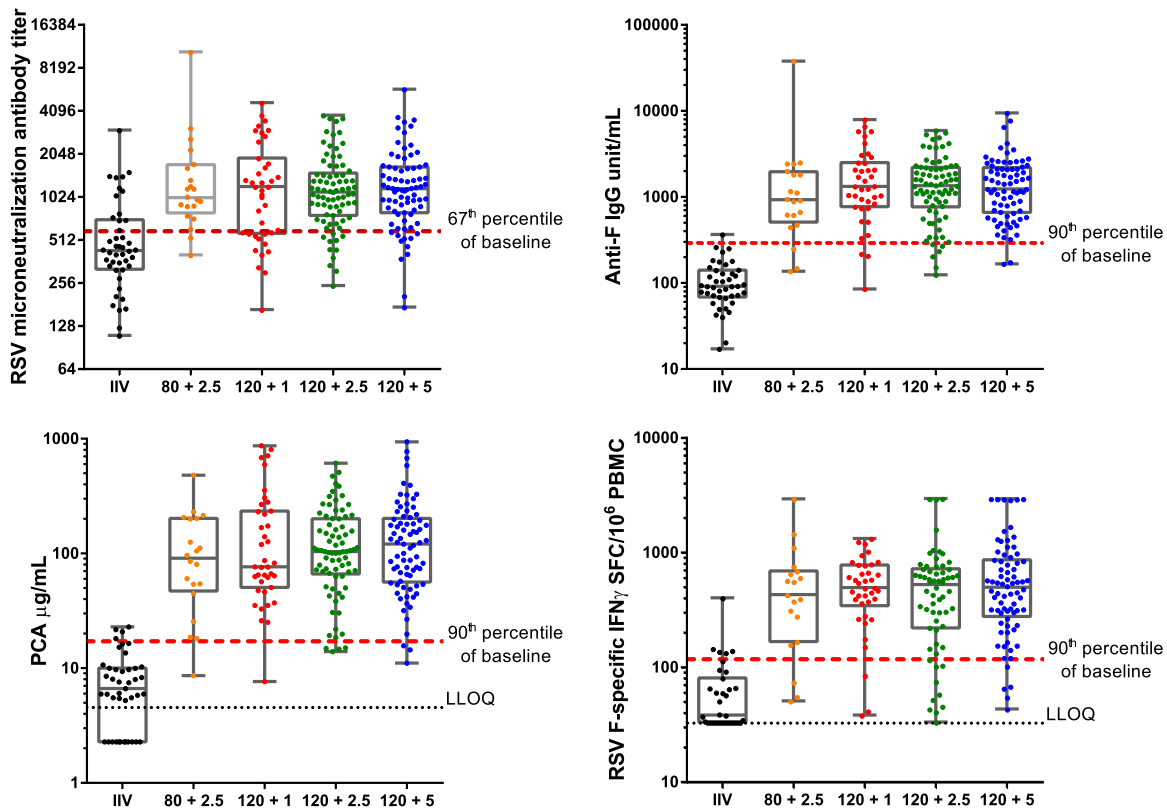 RSV microneutralization antibody titer
16384
8192
4096
2048
1024
512
256
128
64
67th percentile
of baseline
IIV 80 + 2.5 120 + 1 120 + 2.5 120 + 5
Anti-F IgG unit/mL
100000
10000
1000
100
10
90th percentile
of baseline
IIV 80 + 2.5 120 + 1 120 + 2.5 120 + 5
PCA µg/mL
1000
100
10
1
90th percentile
of baseline
LLOQ
IIV 80 + 2.5 120 + 1 120 + 2.5 120 + 5
RSV F-specific IFNγ SFC/10^6 PBMC
10000
1000
100
10
90th percentile
of baseline
LLOQ
IIV 80 + 2.5 120 + 1 120 + 2.5 120 + 5